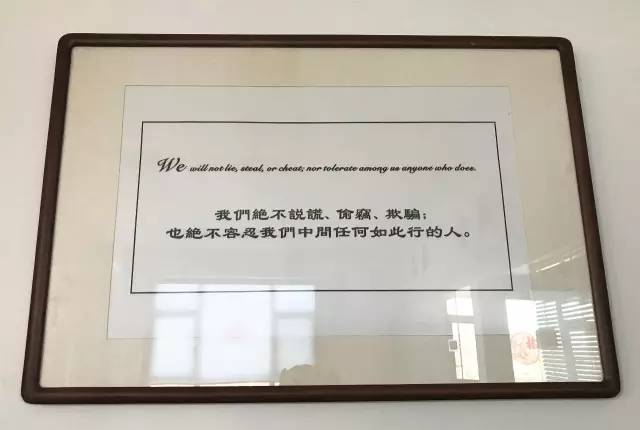 We will not lie, steal, or cheat; nor tolerate among us anyone who does.
我們絕不説謊、偷竊、欺騙；
也絕不容忍我們中間任何如此行的人。